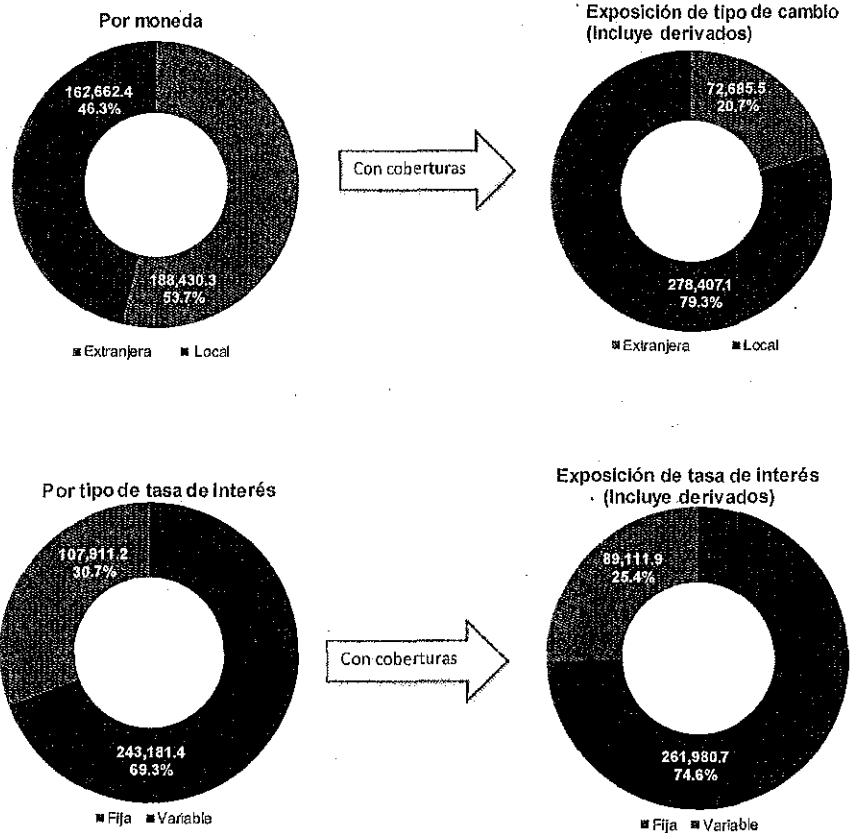 Por moneda
162,662.4
46.3%
188,430.3
53.7%
Extranjera Local
Con coberturas
Exposición de tipo de cambio
(Incluye derivados)
72,685.5
20.7%
278,407.1
79.3%
Extranjera Local
Por tipo de tasa de interés
107,911.2
30.7%
243,181.4
69.3%
Fija Variable
Con coberturas
Exposición de tasa de interés
(Incluye derivados)
89,111.9
25.4%
261,980.7
74.6%
Fija Variable